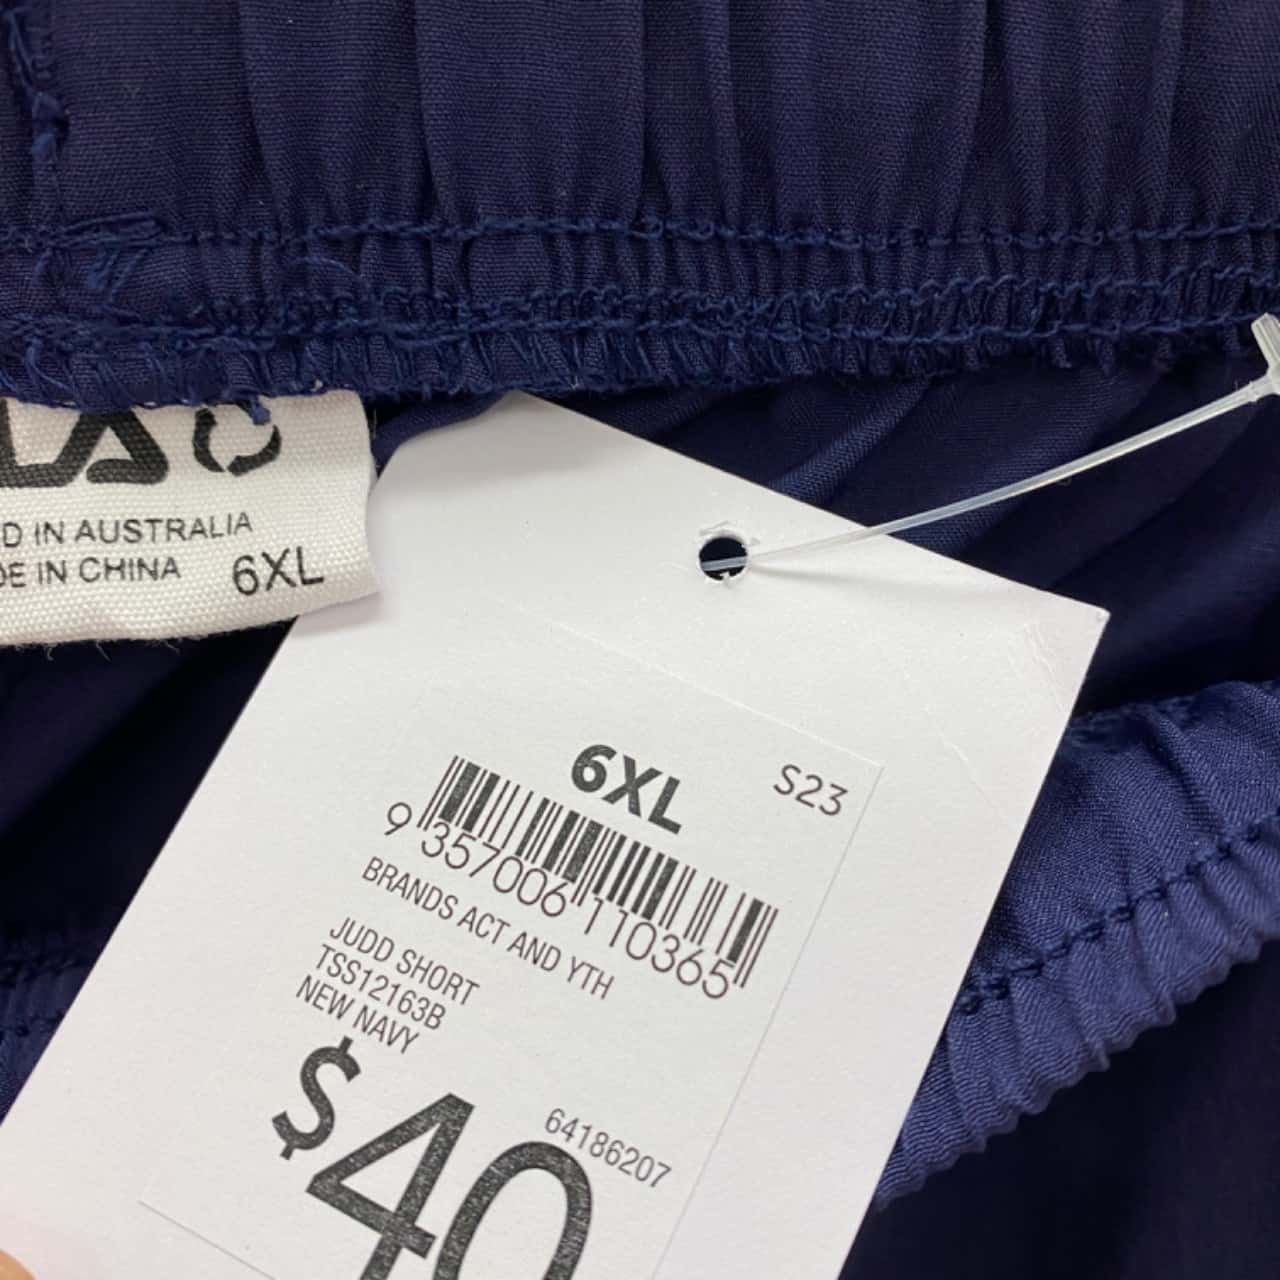 LA
D IN AUSTRALIA
DE IN CHINA 6XL
6XL S23
9 357006 110365
BRANDS ACT AND YTH
JUDD SHORT
TSS12163B
NEW NAVY
64186207
$40